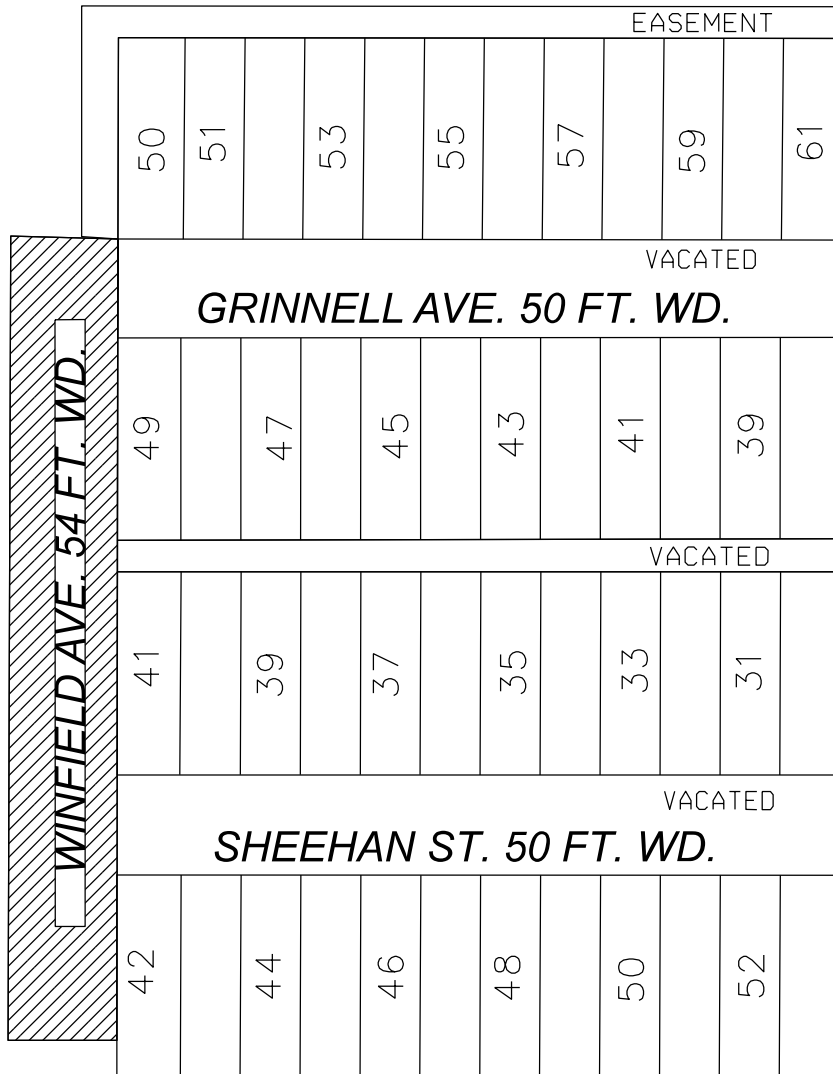 EASEMENT
50 51 53 55 57 59 61
VACATED
GRINNELL AVE. 50 FT. WD.
WINFIELD AVE. 54 FT. WD.
49 47 45 43 41 39
VACATED
41 39 37 35 33 31
VACATED
SHEEHAN ST. 50 FT. WD.
42 44 46 48 50 52